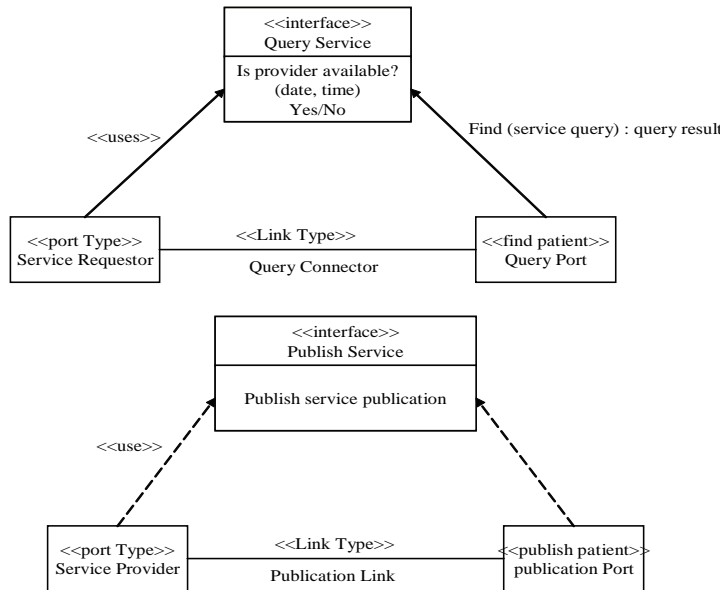 <<interface>>
Query Service
Is provider available?
(date, time)
Yes/No
<<uses>>
Find (service query) : query result
<<port Type>>
Service Requestor
<<Link Type>>
Query Connector
<<find patient>>
Query Port
<<interface>>
Publish Service
Publish service publication
<<use>>
<<port Type>>
Service Provider
<<Link Type>>
Publication Link
<<publish patient>>
publication Port